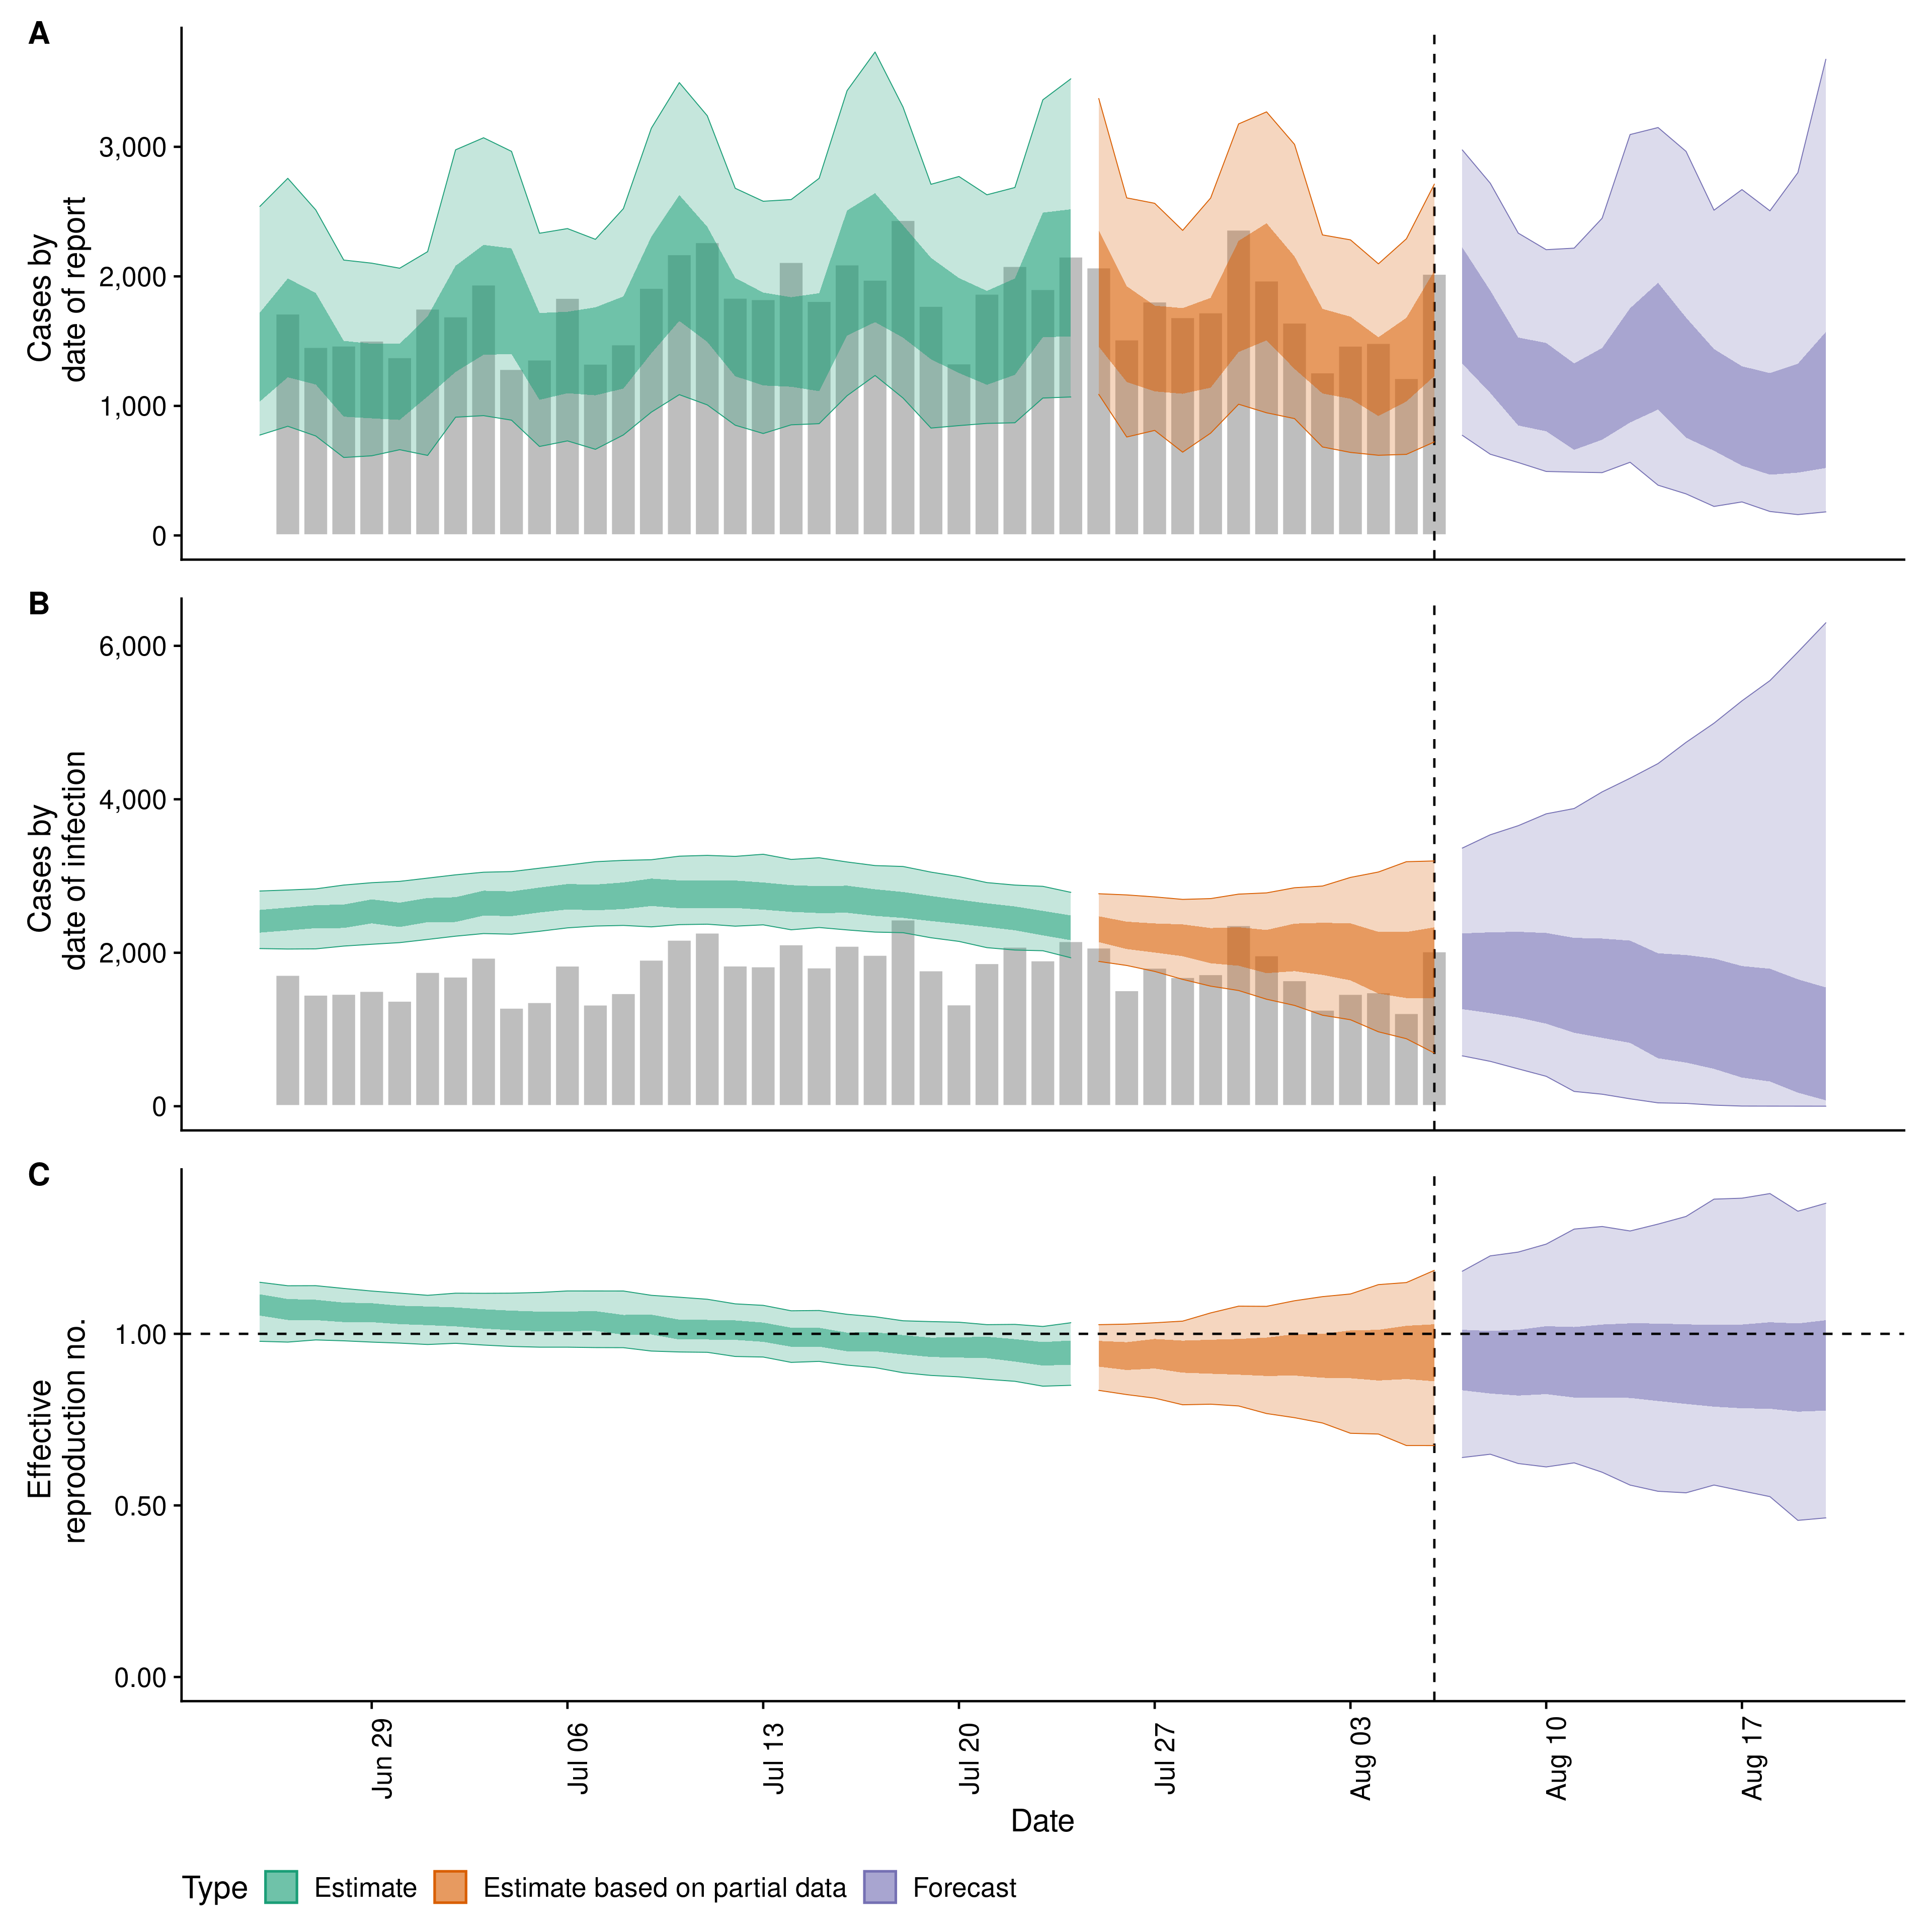 A
Cases by
date of report
3,000
2,000
1,000
0
B
Cases by
date of infection
6,000
4,000
2,000
0
C
Effective
reproduction no.
1.00
0.50
0.00
Jun 29
Jul 06
Jul 13
Jul 20
Jul 27
Aug 03
Aug 10
Aug 17
Date
Type
Estimate
Estimate based on partial data
Forecast